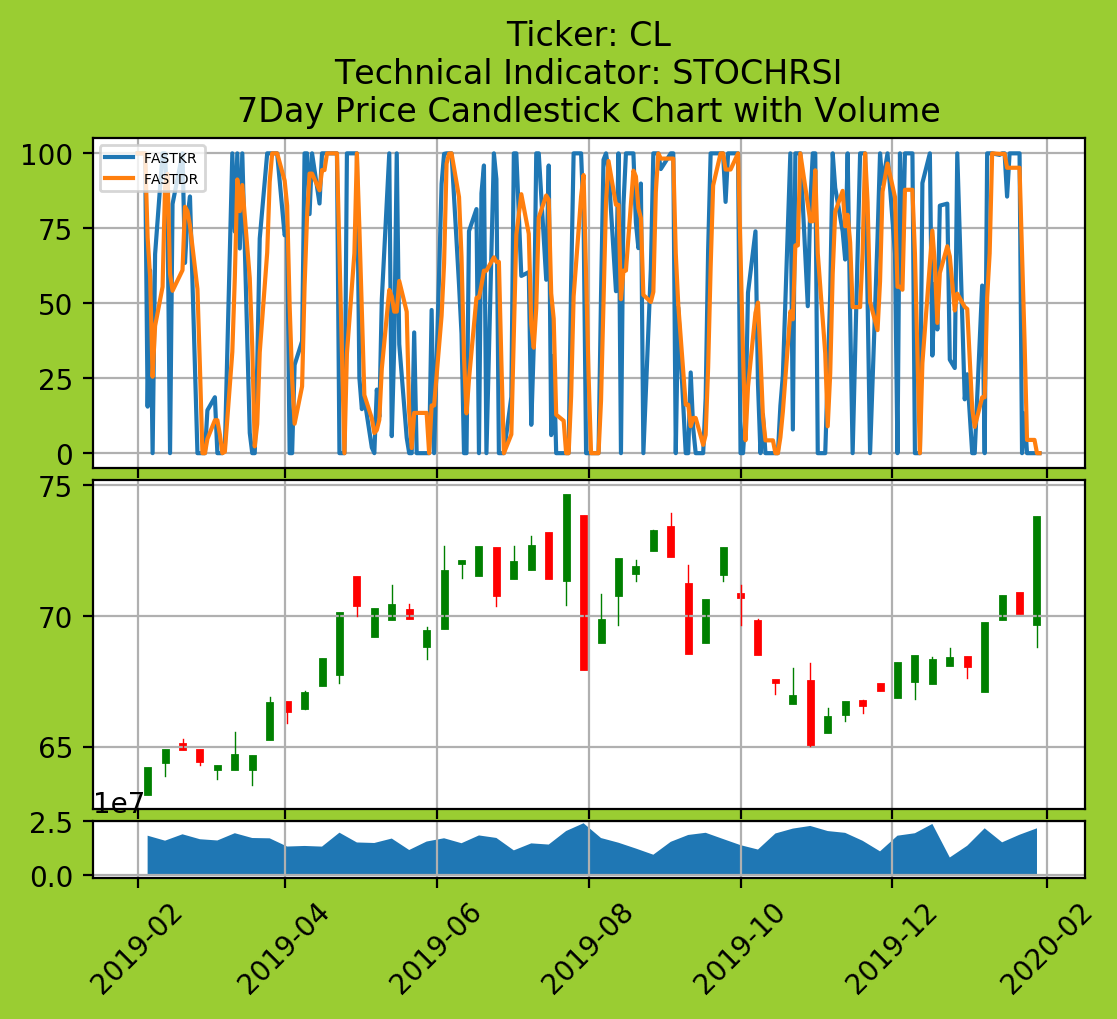 Ticker: CL
Technical Indicator: STOCHRSI
7Day Price Candlestick Chart with Volume
FASTKR
FASTDR
100
75
50
25
0
75
70
65
1e7
2.5
0.0
2019-02
2019-04
2019-06
2019-08
2019-10
2019-12
2020-02